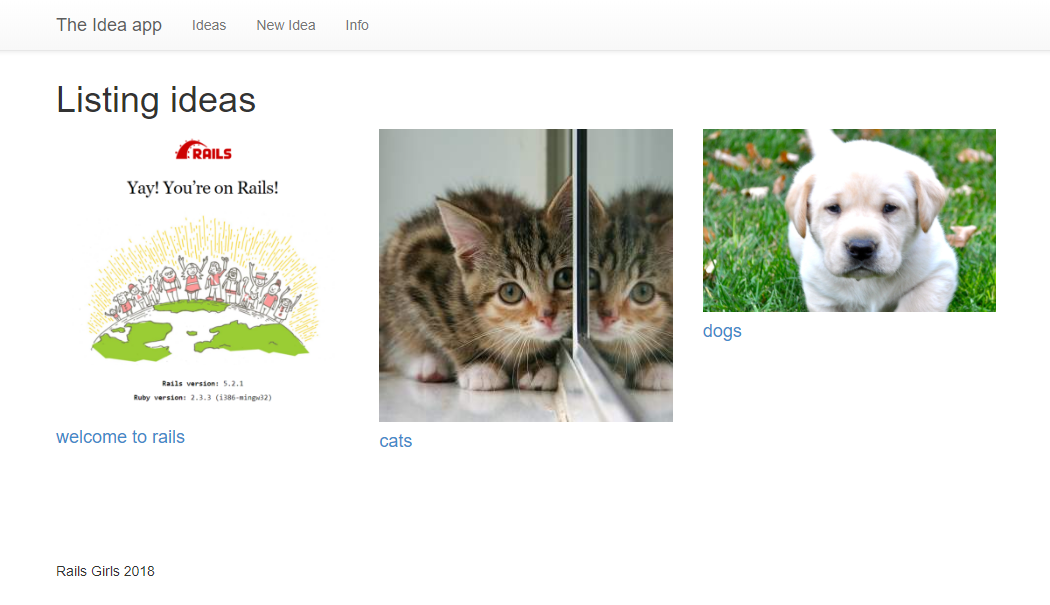 The Idea app Ideas New Idea Info
Listing ideas
RAILS
Yay! You're on Rails!
Rails version: 5.2.1
Ruby version: 2.3.3 (i386-mingw32)
welcome to rails
cats
dogs
Rails Girls 2018